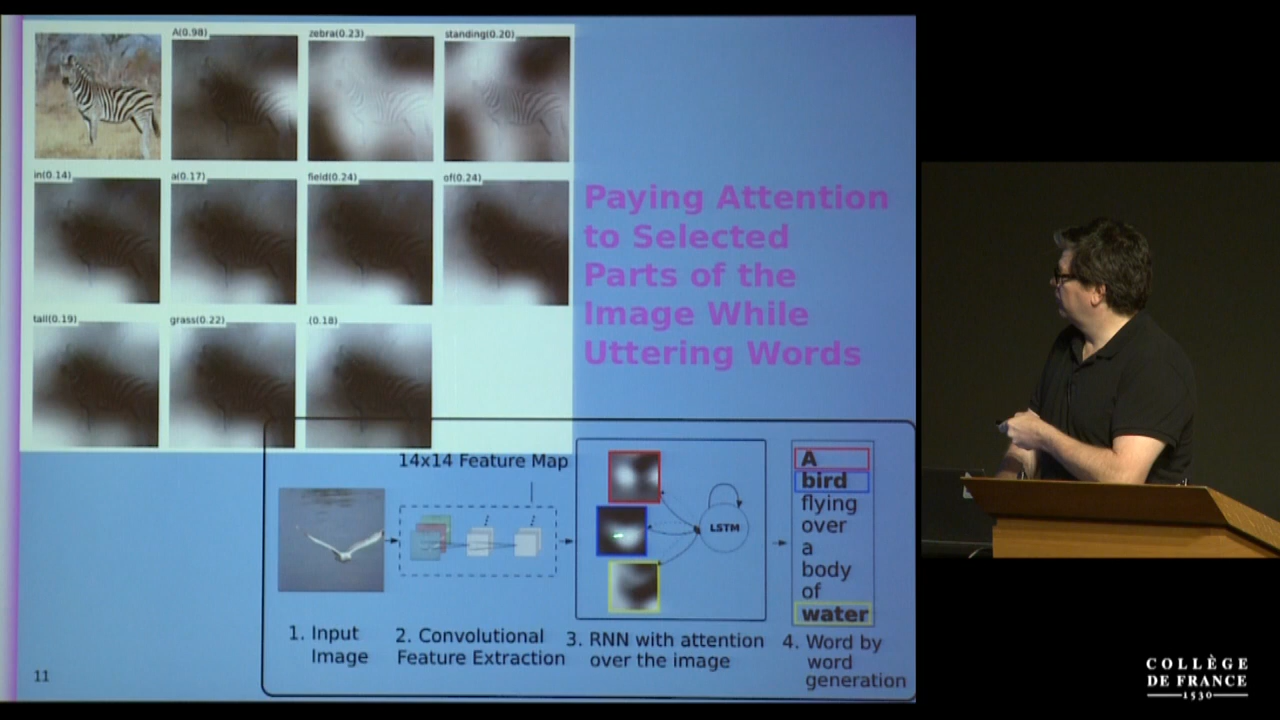 A(0.98)
zebra(0.23)
standing(0.20)
in(0.14)
a(0.17)
field(0.24)
of(0.24)
tall(0.19)
grass(0.22)
.(0.18)
Paying Attention
to Selected
Parts of the
Image While
Uttering Words
14x14 Feature Map
LSTM
A
bird
flying
over
a
body
of
water
1. Input
Image
2. Convolutional
Feature Extraction
3. RNN with attention
over the image
4. Word by
word
generation
11
COLLÈGE
DE FRANCE
1530